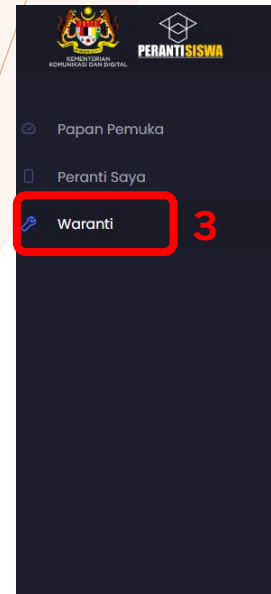 KEMENTERIAN
KOMUNIKASI DAN DIGITAL
PERANTISISWA
Papan Pemuka
Peranti Saya
Waranti
3